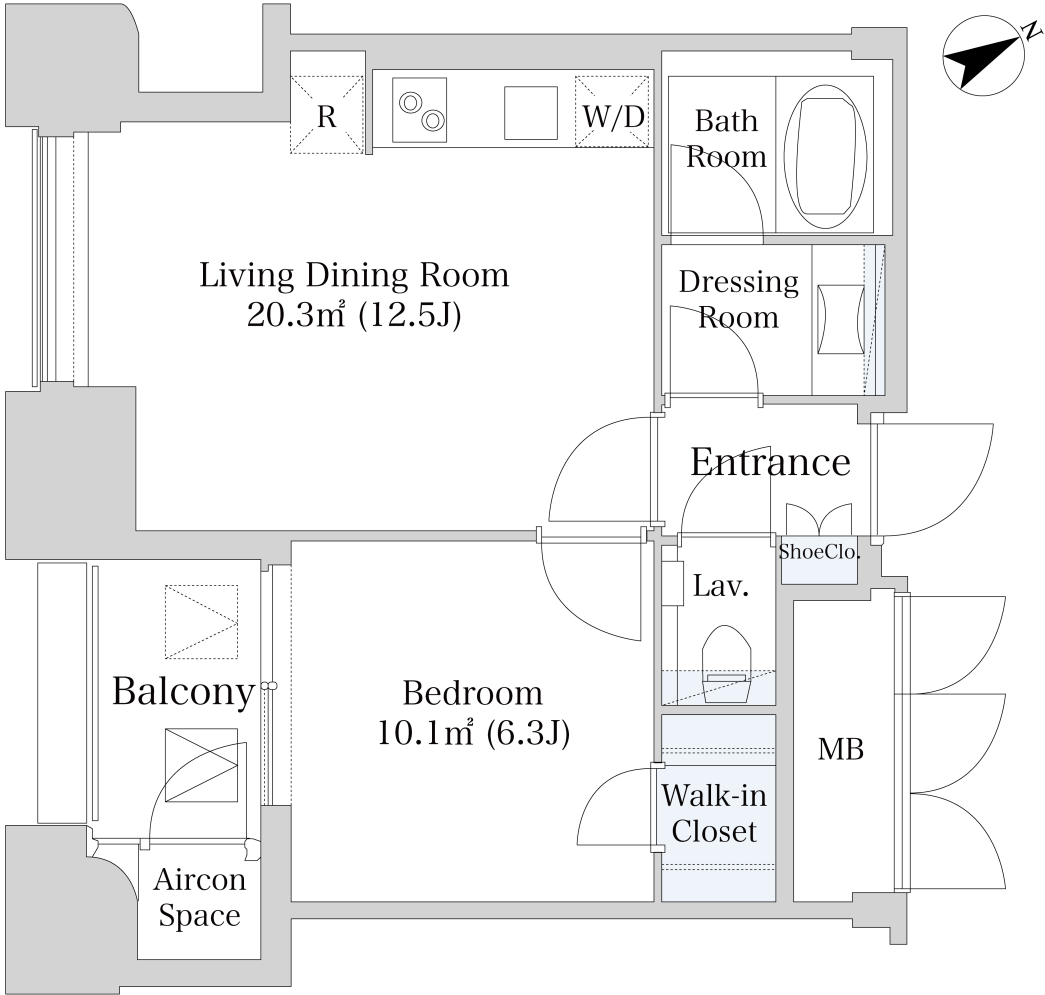 N
R
W/D
Bath
Room
Living Dining Room
20.3㎡ (12.5J)
Dressing
Room
Entrance
ShoeClo.
Lav.
Balcony
Bedroom
10.1㎡ (6.3J)
MB
Walk-in
Closet
Aircon
Space